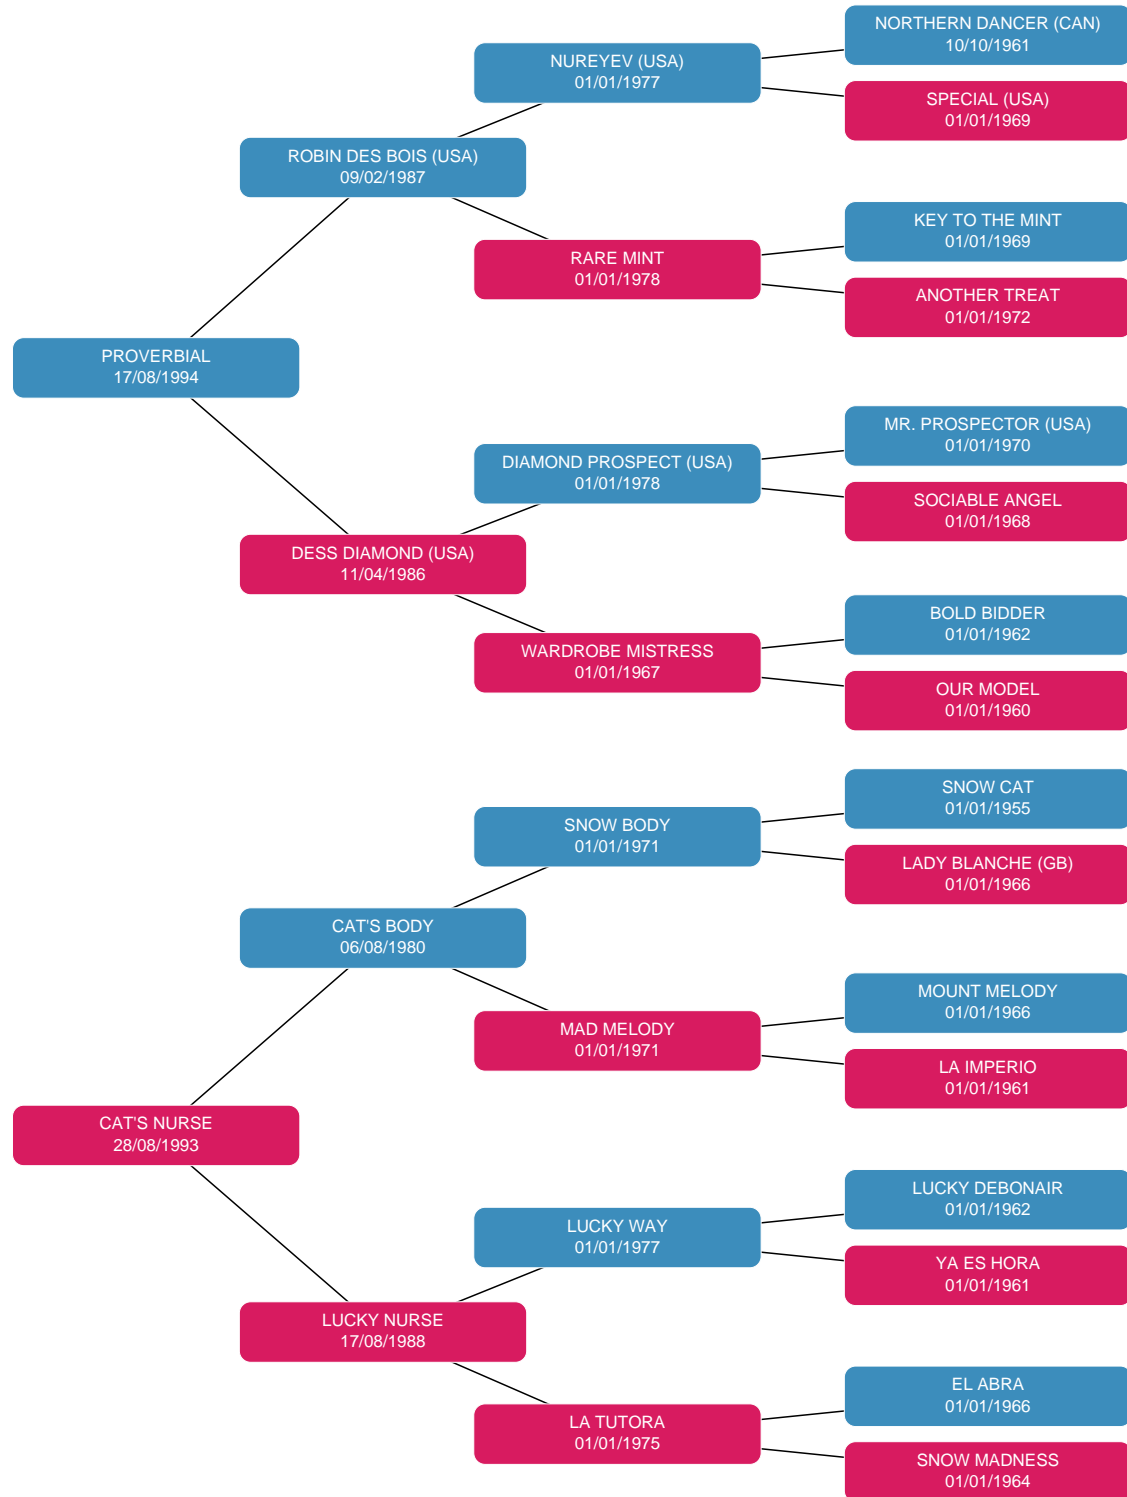 NORTHERN DANCER (CAN)
10/10/1961
NUREYEV (USA)
01/01/1977
SPECIAL (USA)
01/01/1969
ROBIN DES BOIS (USA)
09/02/1987
KEY TO THE MINT
01/01/1969
RARE MINT
01/01/1978
ANOTHER TREAT
01/01/1972
PROVERBIAL
17/08/1994
MR. PROSPECTOR (USA)
01/01/1970
DIAMOND PROSPECT (USA)
01/01/1978
SOCIABLE ANGEL
01/01/1968
DESS DIAMOND (USA)
11/04/1986
BOLD BIDDER
01/01/1962
WARDROBE MISTRESS
01/01/1967
OUR MODEL
01/01/1960
SNOW CAT
01/01/1955
SNOW BODY
01/01/1971
LADY BLANCHE (GB)
01/01/1966
CAT'S BODY
06/08/1980
MOUNT MELODY
01/01/1966
MAD MELODY
01/01/1971
LA IMPERIO
01/01/1961
CAT'S NURSE
28/08/1993
LUCKY DEBONAIR
01/01/1962
LUCKY WAY
01/01/1977
YA ES HORA
01/01/1961
LUCKY NURSE
17/08/1988
EL ABRA
01/01/1966
LA TUTORA
01/01/1975
SNOW MADNESS
01/01/1964